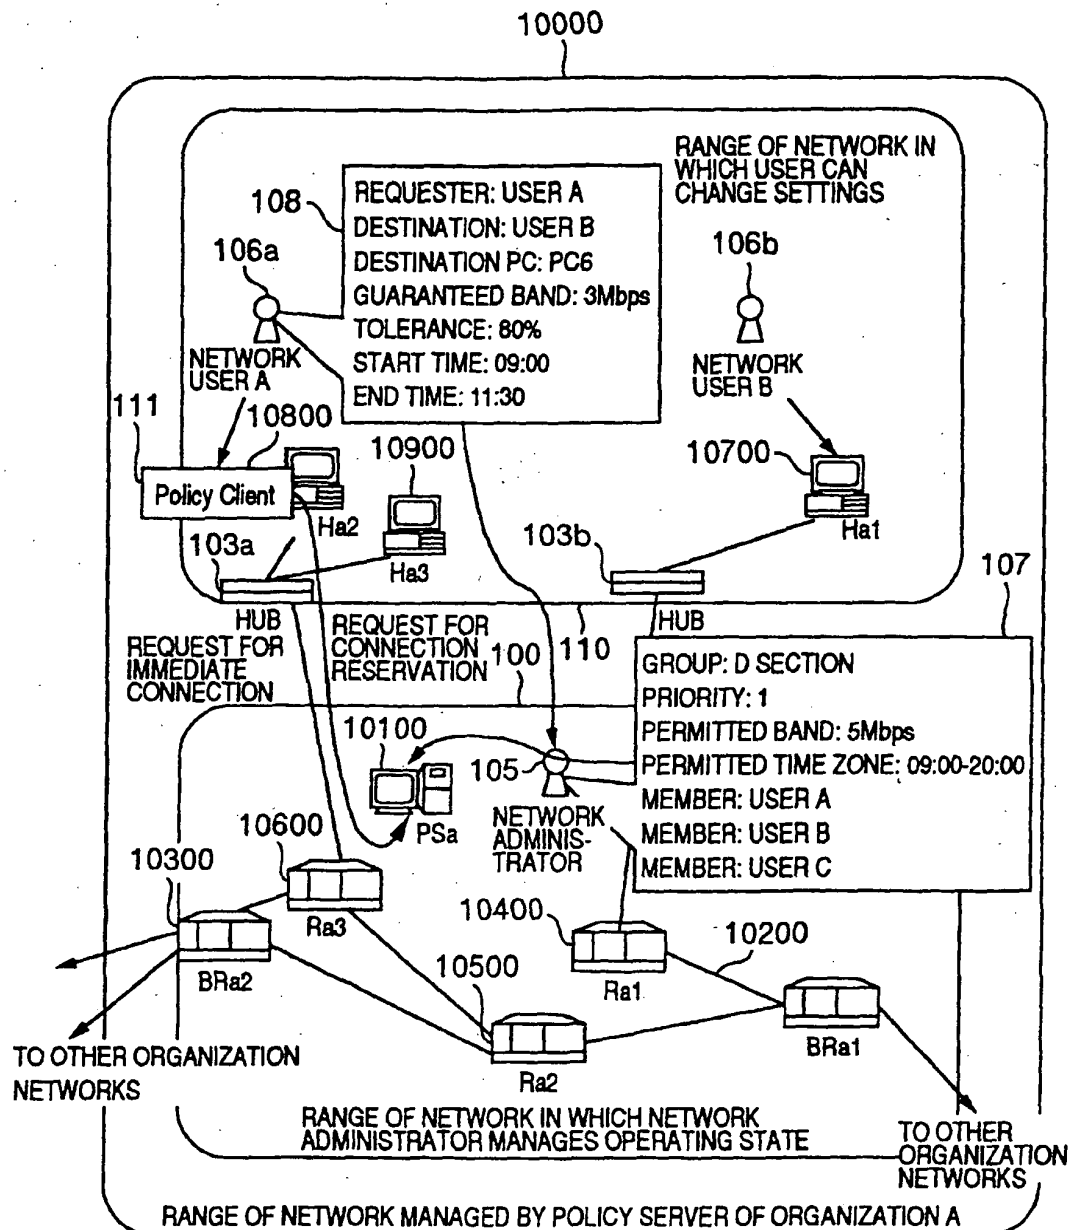 10000
RANGE OF NETWORK IN
WHICH USER CAN
CHANGE SETTINGS
108
REQUESTER: USER A
DESTINATION: USER B
DESTINATION PC: PC6
GUARANTEED BAND: 3Mbps
TOLERANCE: 80%
START TIME: 09:00
END TIME: 11:30
106a
106b
NETWORK
USER A
NETWORK
USER B
111
10800
10900
10700
Policy Client
Ha2
Ha3
Ha1
103a
103b
107
HUB
HUB
REQUEST FOR
IMMEDIATE
CONNECTION
REQUEST FOR
CONNECTION
RESERVATION
100
110
GROUP: D SECTION
PRIORITY: 1
PERMITTED BAND: 5Mbps
PERMITTED TIME ZONE: 09:00-20:00
MEMBER: USER A
MEMBER: USER B
MEMBER: USER C
10100
105
PSa
NETWORK
ADMINIS-
TRATOR
10600
10300
Ra3
10400
10200
BRa2
10500
Ra1
BRa1
Ra2
TO OTHER ORGANIZATION
NETWORKS
RANGE OF NETWORK IN WHICH NETWORK
ADMINISTRATOR MANAGES OPERATING STATE
TO OTHER
ORGANIZATION
NETWORKS
RANGE OF NETWORK MANAGED BY POLICY SERVER OF ORGANIZATION A